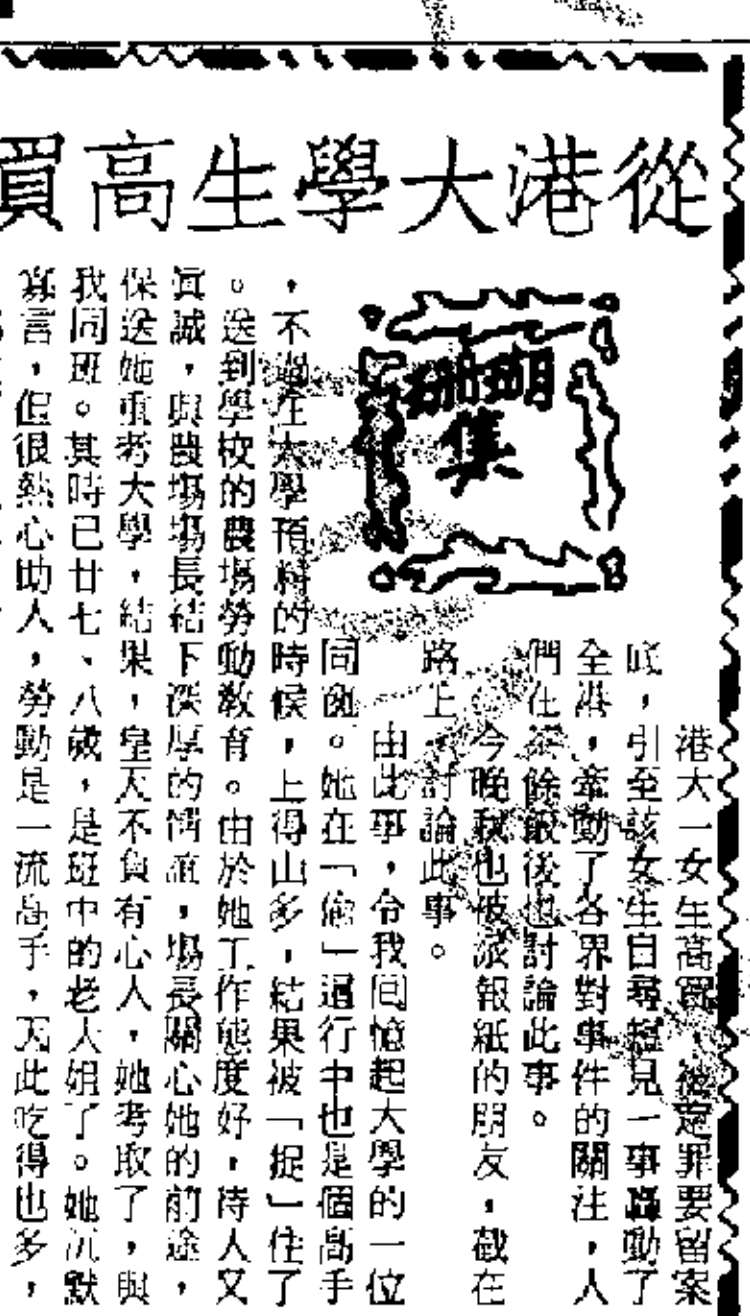 從港大學生高買
珊瑚集
港大一女生高買,被定罪要留案
底,引至該女生自尋短見一事轟動了
全港,牽動了各界對事件的關注,人
們在茶餘飯後也討論此事。
今晚我也被派報紙的朋友,截在
路上,討論此事。
由此事,令我回憶起大學的一位
同窗。她在「偷」這行中也是個高手
,不過在大學預科的時候,上得山多,結果被「捉」住了
。送到學校的農場勞動敎育。由於她工作態度好,待人又
眞誠,與農場場長結下深厚的情誼,場長關心她的前途,
保送她重考大學,結果,皇天不負有心人,她考取了,與
我同班。其時已廿七、八歲,是班中的老大姐了。她沉默
寡言,但很熱心助人,勞動是一流高手,因此吃得也多,